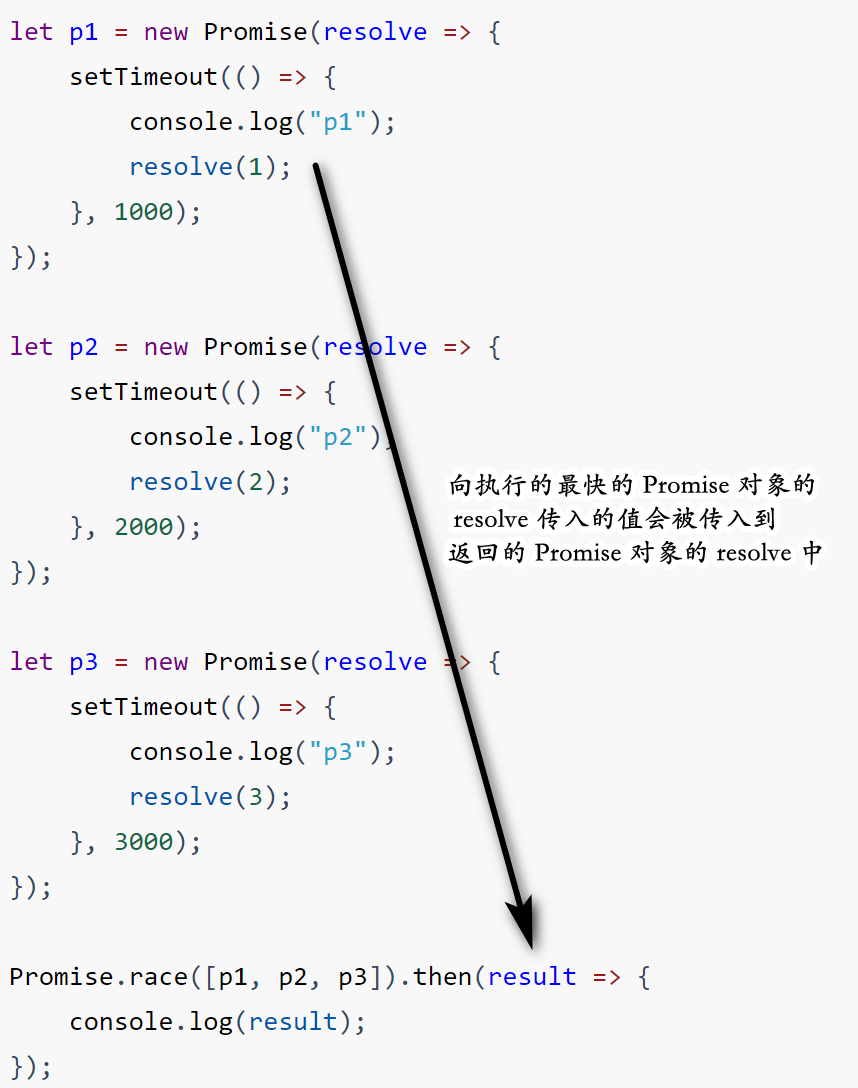 let p1 = new Promise(resolve => {
    setTimeout(() => {
        console.log("p1");
        resolve(1);
    }, 1000);
});
let p2 = new Promise(resolve => {
    setTimeout(() => {
        console.log("p2");
        resolve(2);
    }, 2000);
});
向执行的最快的 Promise 对象的
resolve 传入的值会被传入到
返回的 Promise 对象的 resolve 中
let p3 = new Promise(resolve => {
    setTimeout(() => {
        console.log("p3");
        resolve(3);
    }, 3000);
});
Promise.race([p1, p2, p3]).then(result => {
    console.log(result);
});